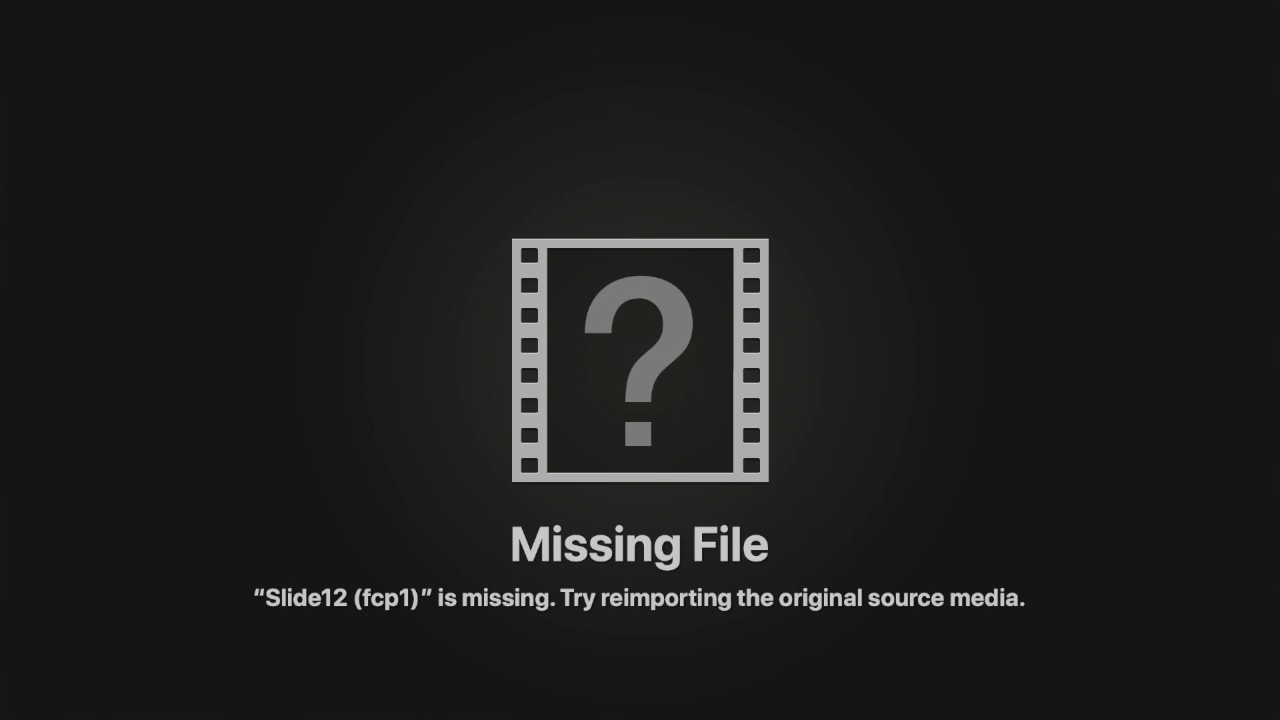 ?
Missing File
“Slide12 (fcp1)” is missing. Try reimporting the original source media.